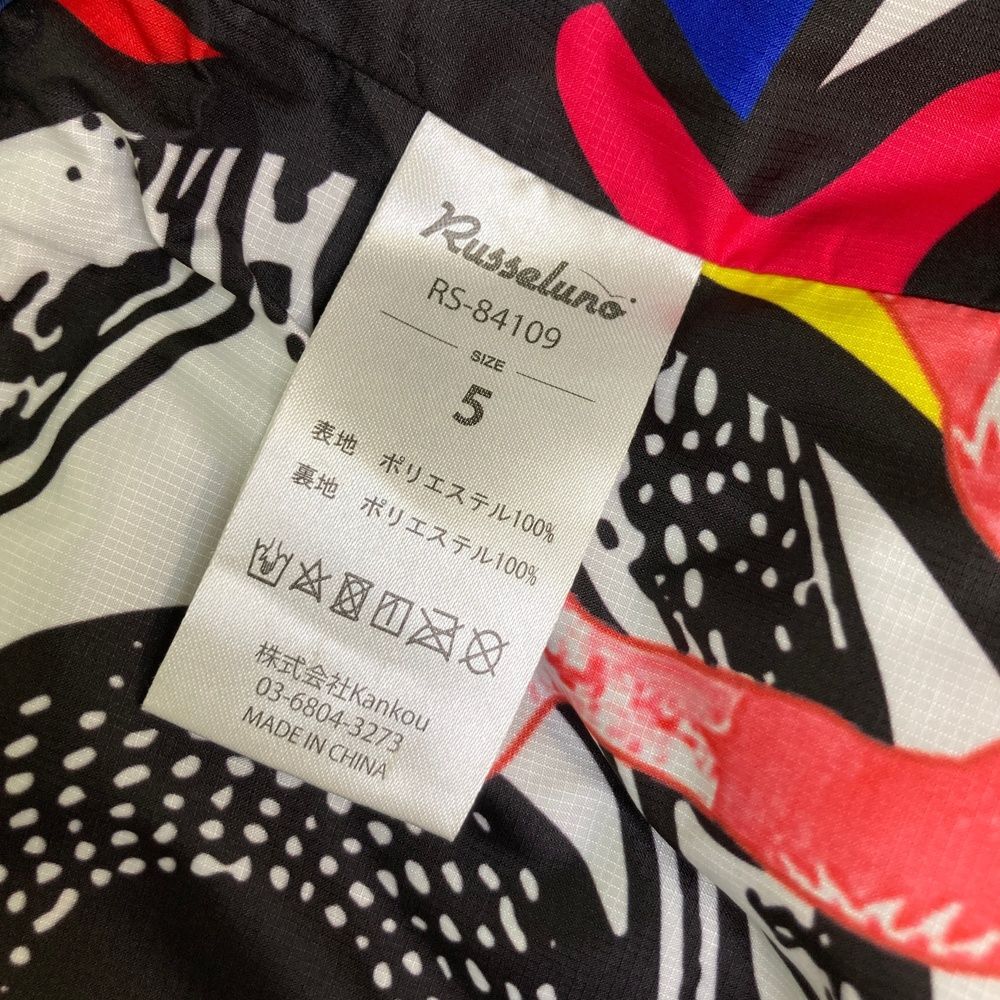 Russeluno
RS-84109
SIZE
5
表地 ポリエステル100%
裏地 ポリエステル100%
株式会社Kankou
03-6804-3273
MADE IN CHINA